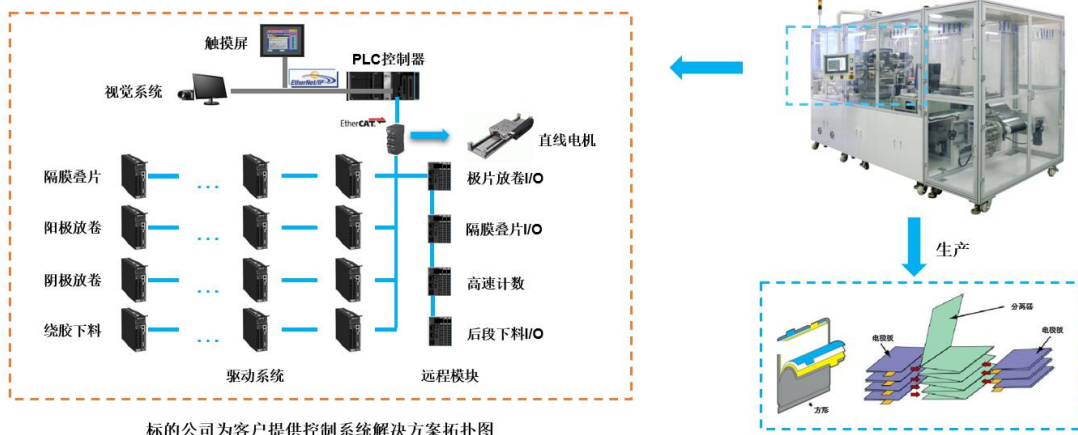 触摸屏
PLC控制器
视觉系统
EtherNet/IP
EtherCAT
直线电机
隔膜叠片
极片放卷I/O
阳极放卷
隔膜叠片I/O
阴极放卷
高速计数
绕胶下料
后段下料I/O
驱动系统
远程模块
标的公司为客户提供控制系统解决方案拓扑图
生产
分离器
电极板
电极板
方形